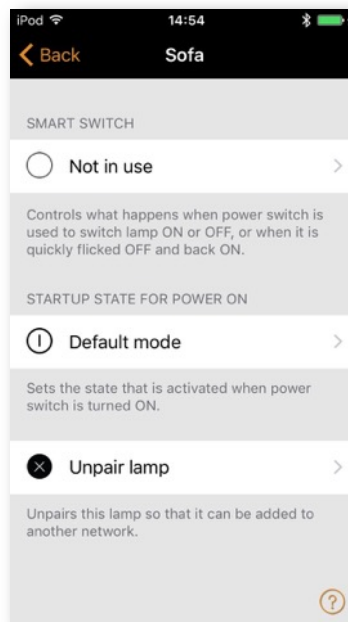 iPod 14:54
Back Sofa
SMART SWITCH
Not in use
Controls what happens when power switch is
used to switch lamp ON or OFF, or when it is
quickly flicked OFF and back ON.
STARTUP STATE FOR POWER ON
Default mode
Sets the state that is activated when power
switch is turned ON.
Unpair lamp
Unpairs this lamp so that it can be added to
another network.
?